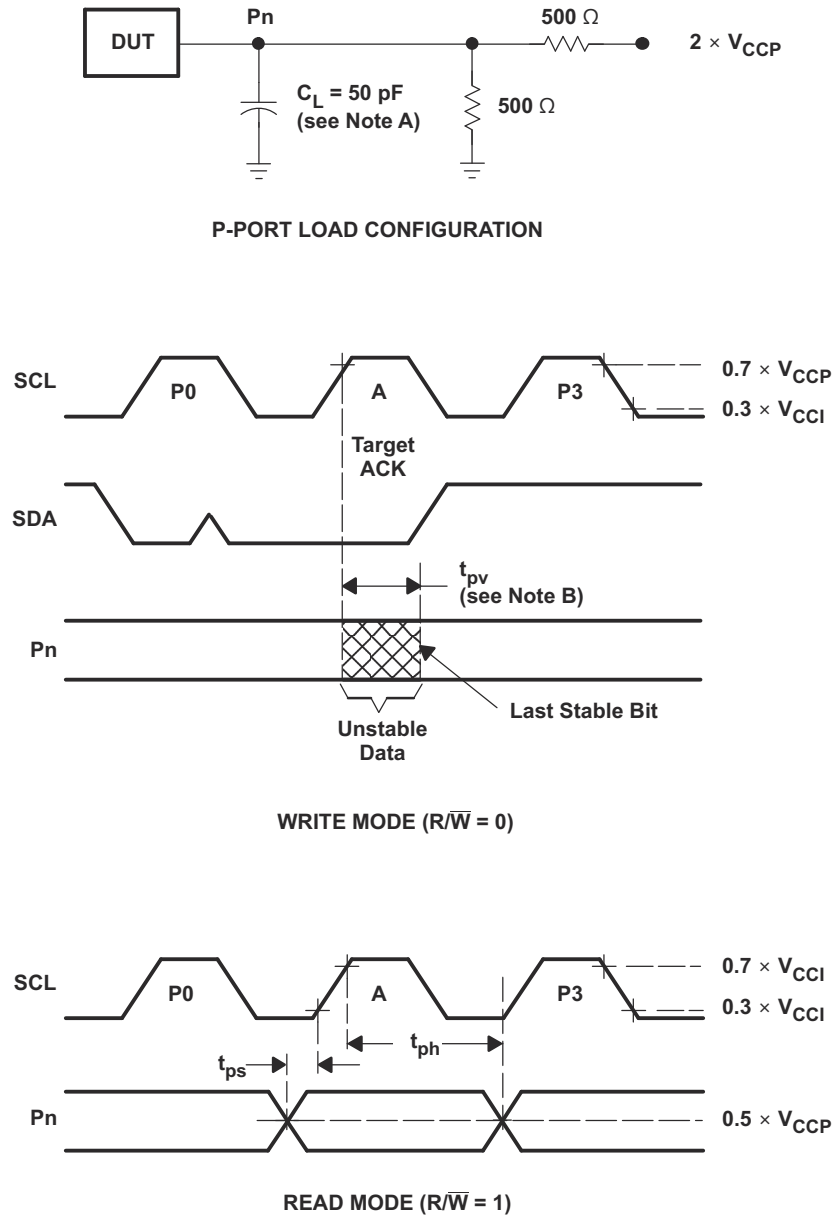 DUT
Pn
500 Ω
2 × VCCP
CL = 50 pF
(see Note A)
500 Ω
P-PORT LOAD CONFIGURATION
SCL
P0
A
P3
0.7 × VCCP
0.3 × VCCI
Target
ACK
SDA
tpv
(see Note B)
Pn
Last Stable Bit
Unstable
Data
WRITE MODE (R/W̅ = 0)
SCL
P0
A
P3
0.7 × VCCI
0.3 × VCCI
tps
tph
Pn
0.5 × VCCP
READ MODE (R/W̅ = 1)